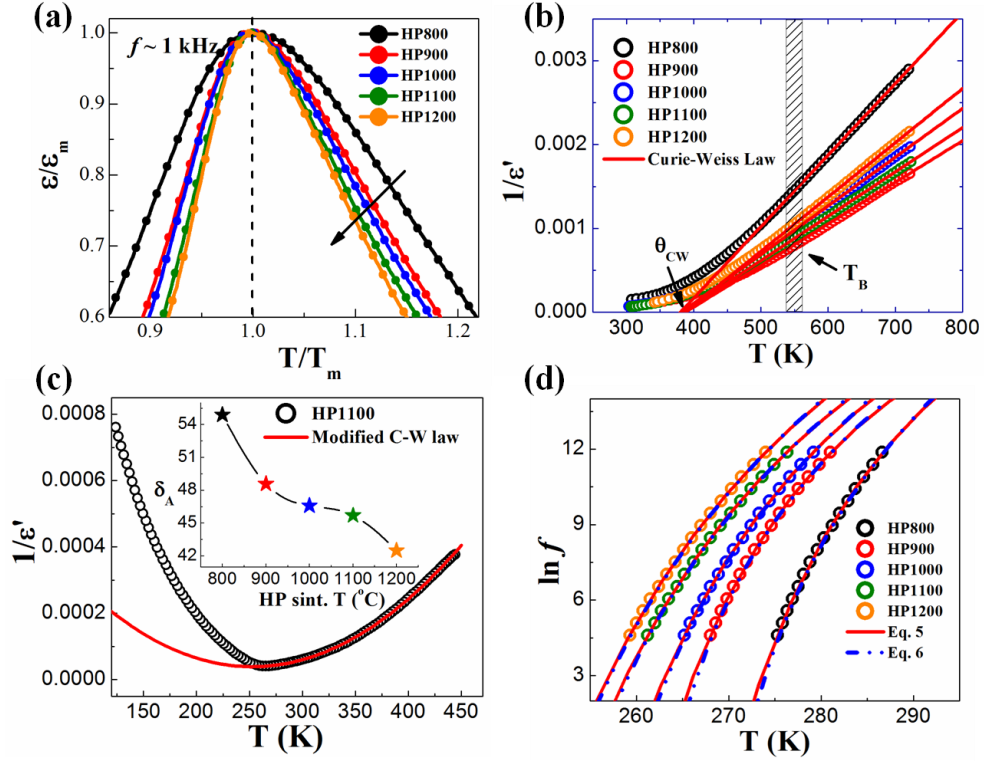 (a)
f ~ 1 kHz
HP800
HP900
HP1000
HP1100
HP1200
ε/εm
1.0
0.9
0.8
0.7
0.6
0.9 1.0 1.1 1.2
T/Tm
(b)
HP800
HP900
HP1000
HP1100
HP1200
Curie-Weiss Law
θCW
TB
1/ε'
0.003
0.002
0.001
0.000
300 400 500 600 700 800
T (K)
(c)
HP1100
Modified C-W law
δA
54
51
48
45
42
800 900 1000 1100 1200
HP sint. T (°C)
1/ε'
0.0008
0.0006
0.0004
0.0002
0.0000
150 200 250 300 350 400 450
T (K)
(d)
HP800
HP900
HP1000
HP1100
HP1200
Eq. 5
Eq. 6
ln f
12
9
6
3
260 270 280 290
T (K)